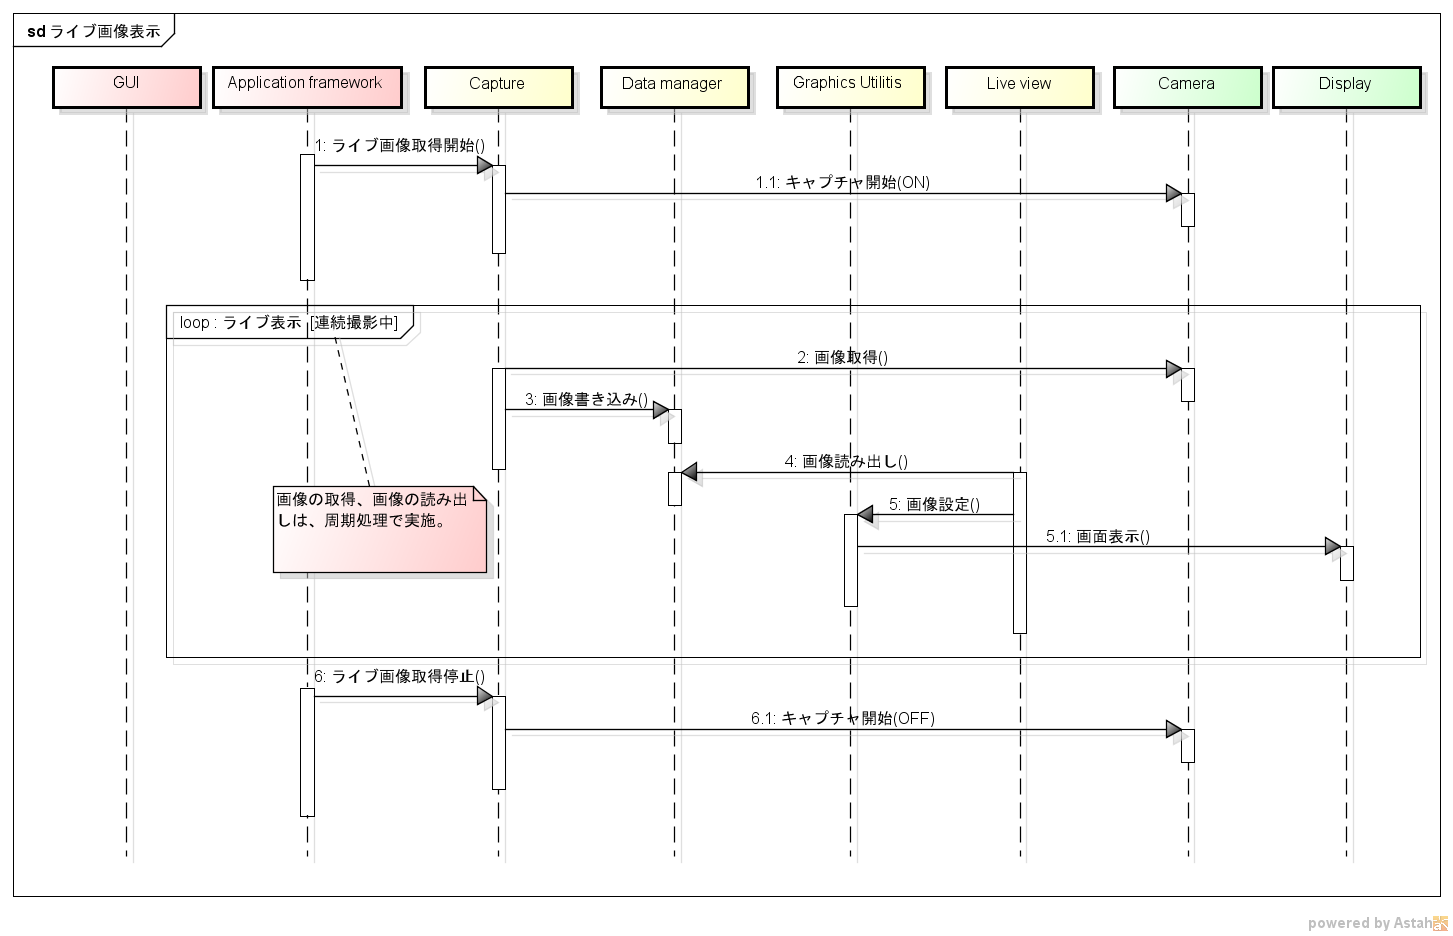 sd ライブ画像表示
GUI
Application framework
Capture
Data manager
Graphics Utilitis
Live view
Camera
Display
1: ライブ画像取得開始()
1.1: キャプチャ開始(ON)
loop : ライブ表示 [連続撮影中]
2: 画像取得()
3: 画像書き込み()
4: 画像読み出し()
画像の取得、画像の読み出
しは、周期処理で実施。
5: 画像設定()
5.1: 画面表示()
6: ライブ画像取得停止()
6.1: キャプチャ開始(OFF)
powered by Astah